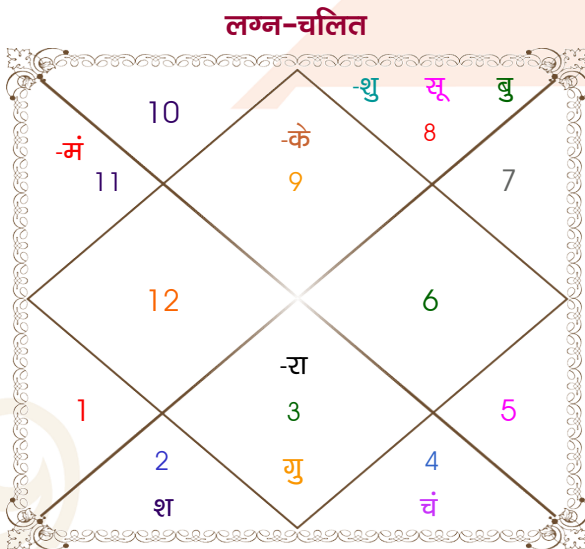 लग्न-चलित
-शु सू बु
10 -के 8
-मं
11 9 7
12 6
-रा
1 3 5
2 गु 4
श चं